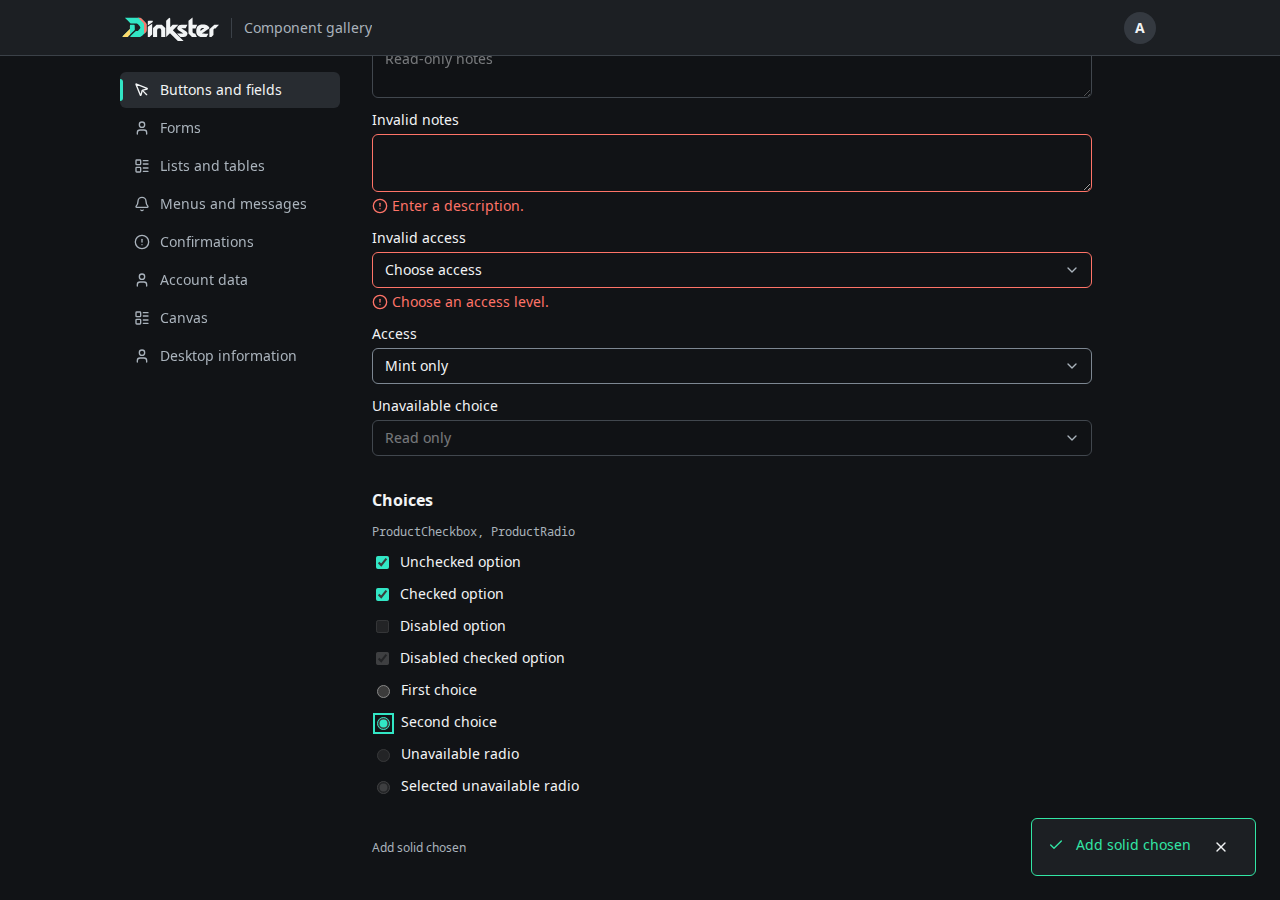 Dinkster
Component gallery
A
Buttons and fields
Forms
Lists and tables
Menus and messages
Confirmations
Account data
Canvas
Desktop information
Read-only notes
Invalid notes
Enter a description.
Invalid access
Choose access
Choose an access level.
Access
Mint only
Unavailable choice
Read only
Choices
ProductCheckbox, ProductRadio
Unchecked option
Checked option
Disabled option
Disabled checked option
First choice
Second choice
Unavailable radio
Selected unavailable radio
Add solid chosen
Add solid chosen